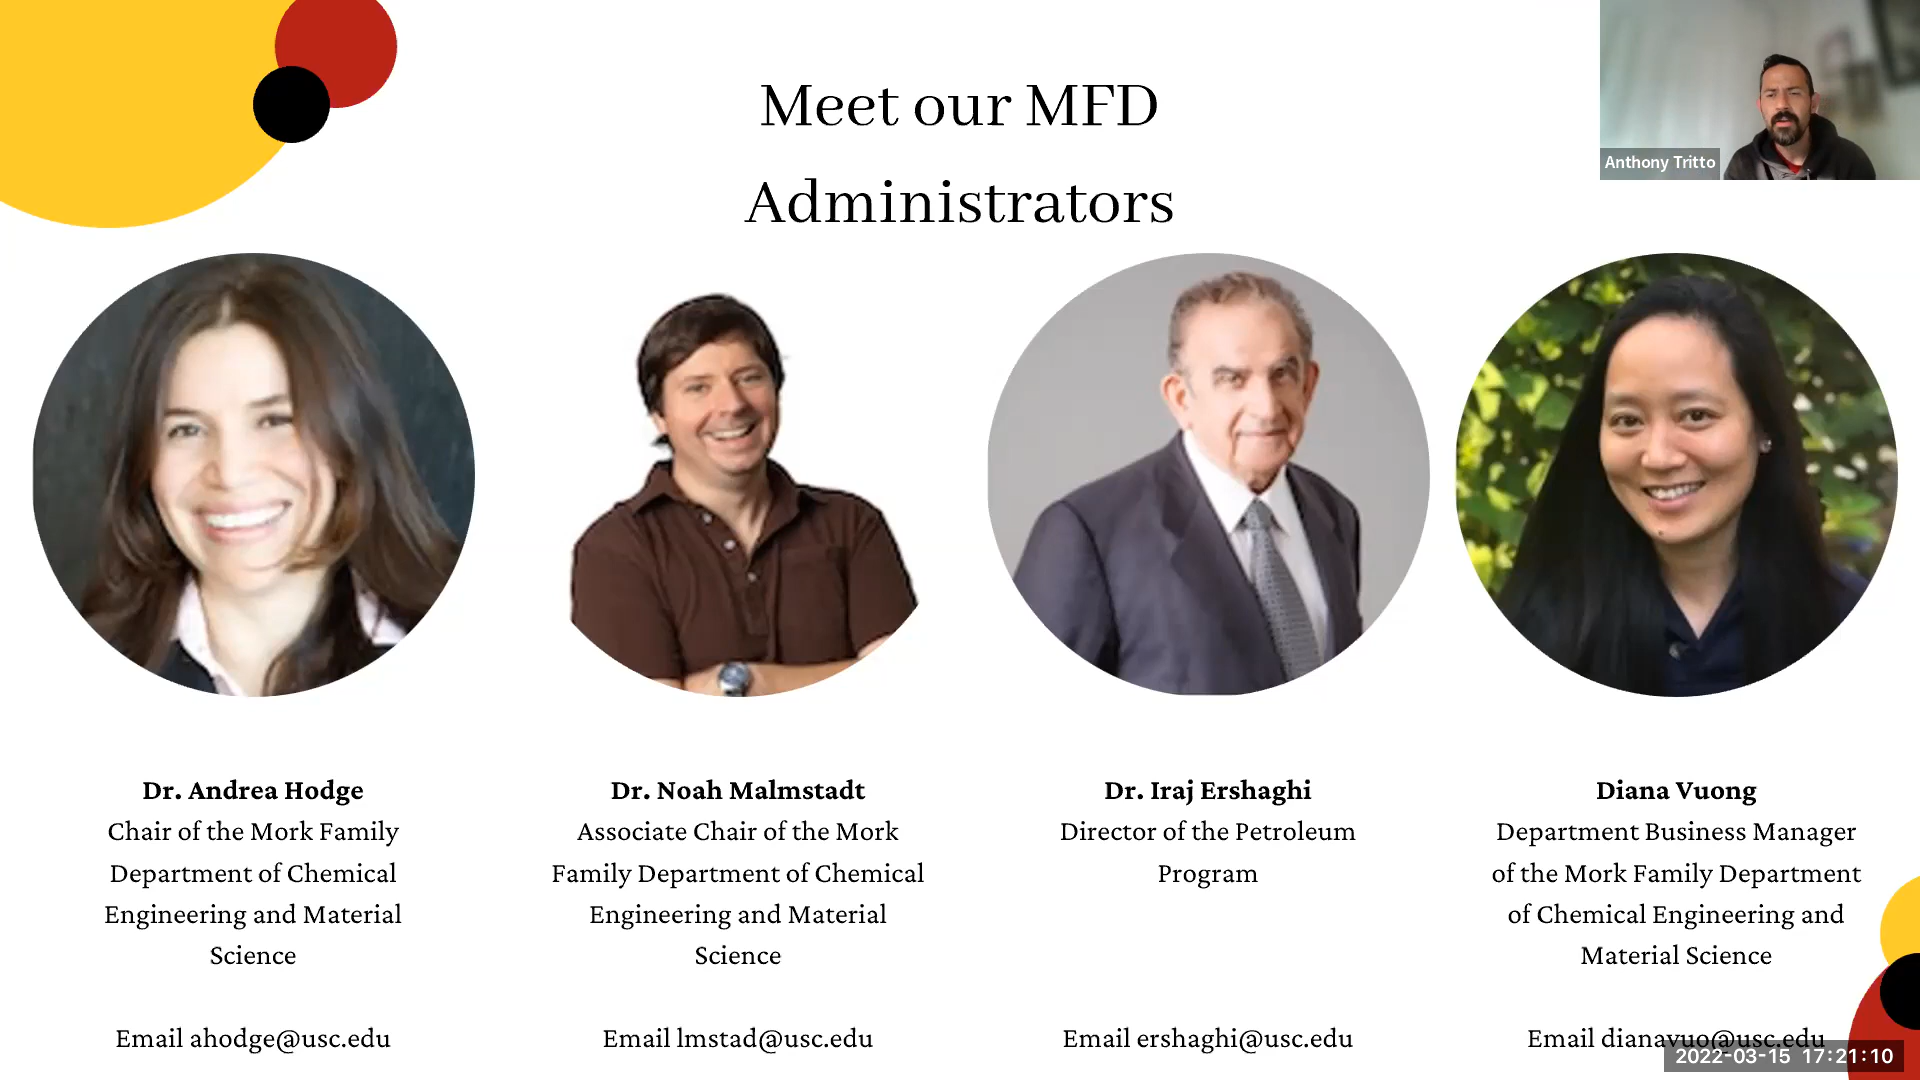 Meet our MFD
Administrators
Anthony Tritto
Dr. Andrea Hodge
Chair of the Mork Family
Department of Chemical
Engineering and Material
Science
Email ahodge@usc.edu
Dr. Noah Malmstadt
Associate Chair of the Mork
Family Department of Chemical
Engineering and Material
Science
Email lmstad@usc.edu
Dr. Iraj Ershaghi
Director of the Petroleum
Program
Email ershaghi@usc.edu
Diana Vuong
Department Business Manager
of the Mork Family Department
of Chemical Engineering and
Material Science
Email dianavuo@usc.edu
2022-03-15 17:21:10